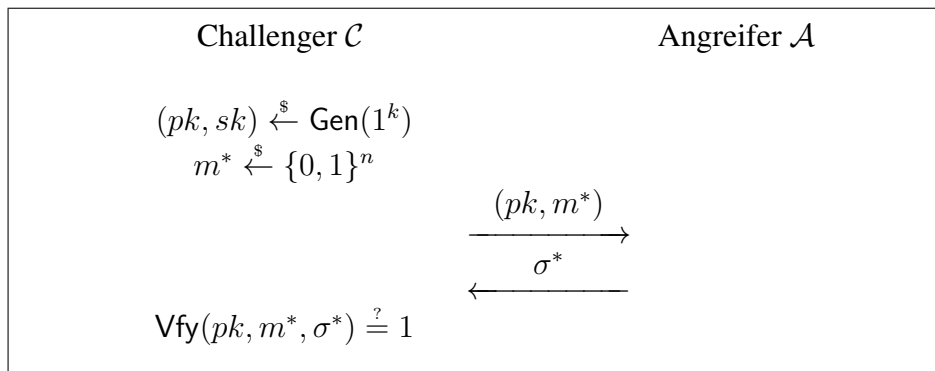 Challenger 𝒞 Angreifer 𝒜
(pk, sk) $← Gen(1^k)
m* $← {0, 1}^n
(pk, m*)
σ*
Vfy(pk, m*, σ*) ?= 1